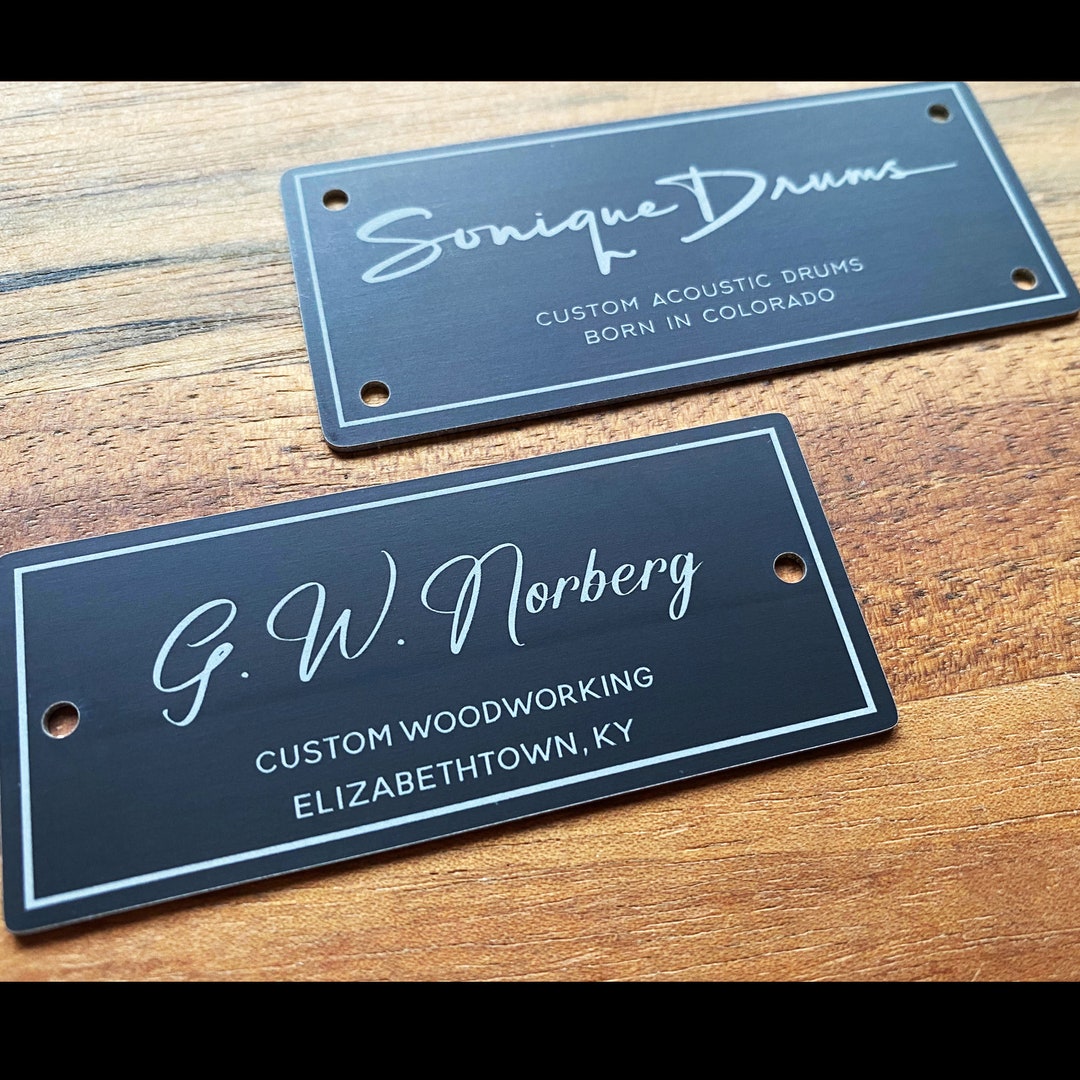 Sonique Drums
CUSTOM ACOUSTIC DRUMS
BORN IN COLORADO
G. W. Norberg
CUSTOM WOODWORKING
ELIZABETHTOWN, KY